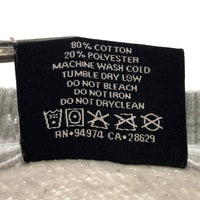 80% COTTON
20% POLYESTER
MACHINE WASH COLD
TUMBLE DRY LOW
DO NOT BLEACH
DO NOT IRON
DO NOT DRYCLEAN
RN•94974 CA•28629